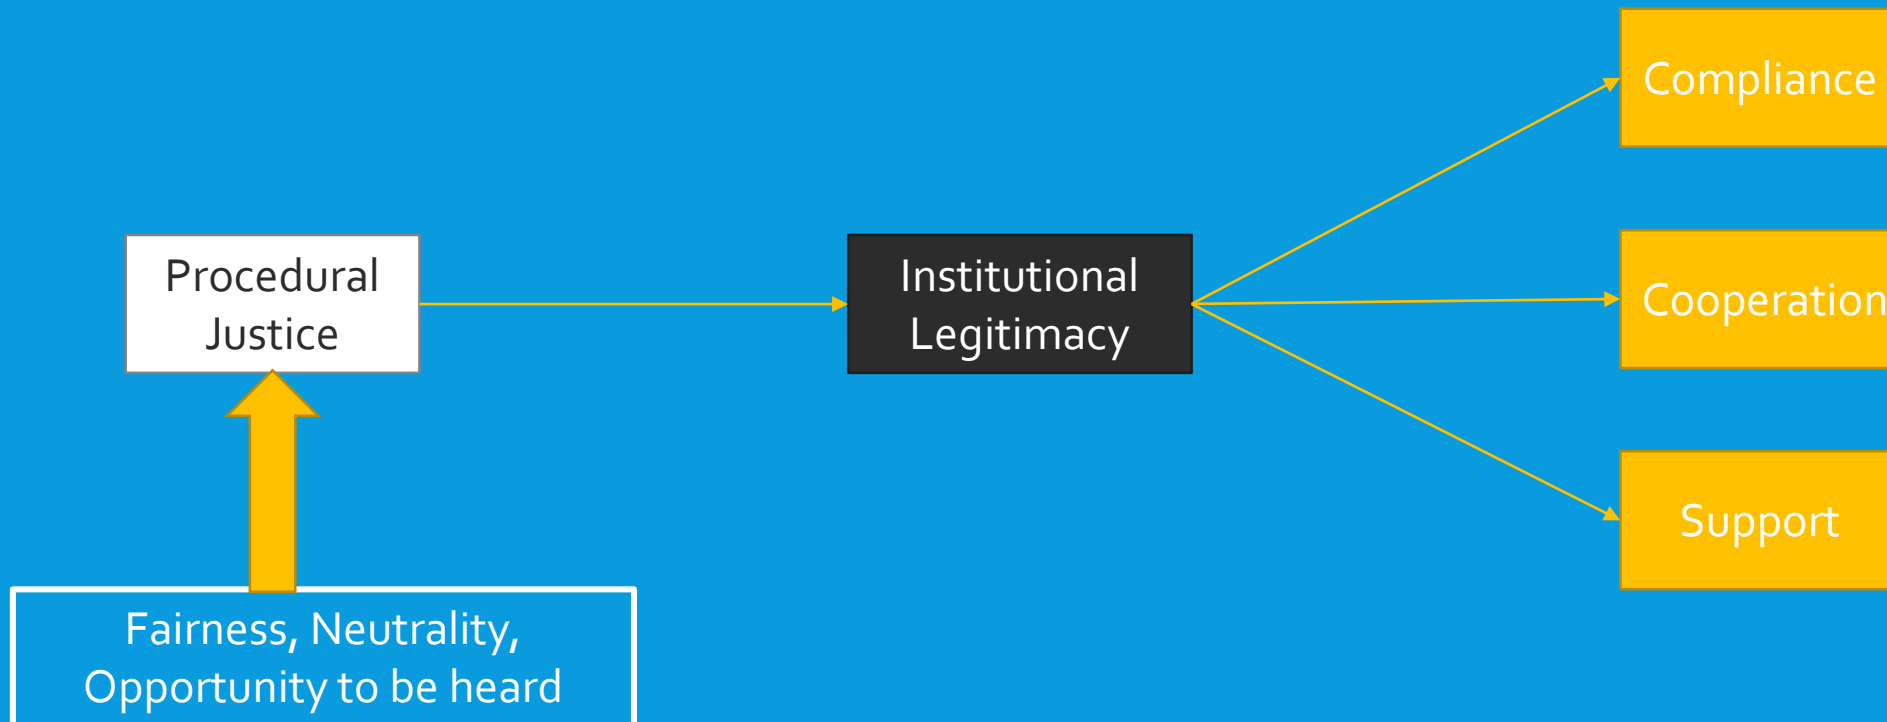 Compliance
Procedural
Justice
Institutional
Legitimacy
Cooperation
Support
Fairness, Neutrality,
Opportunity to be heard